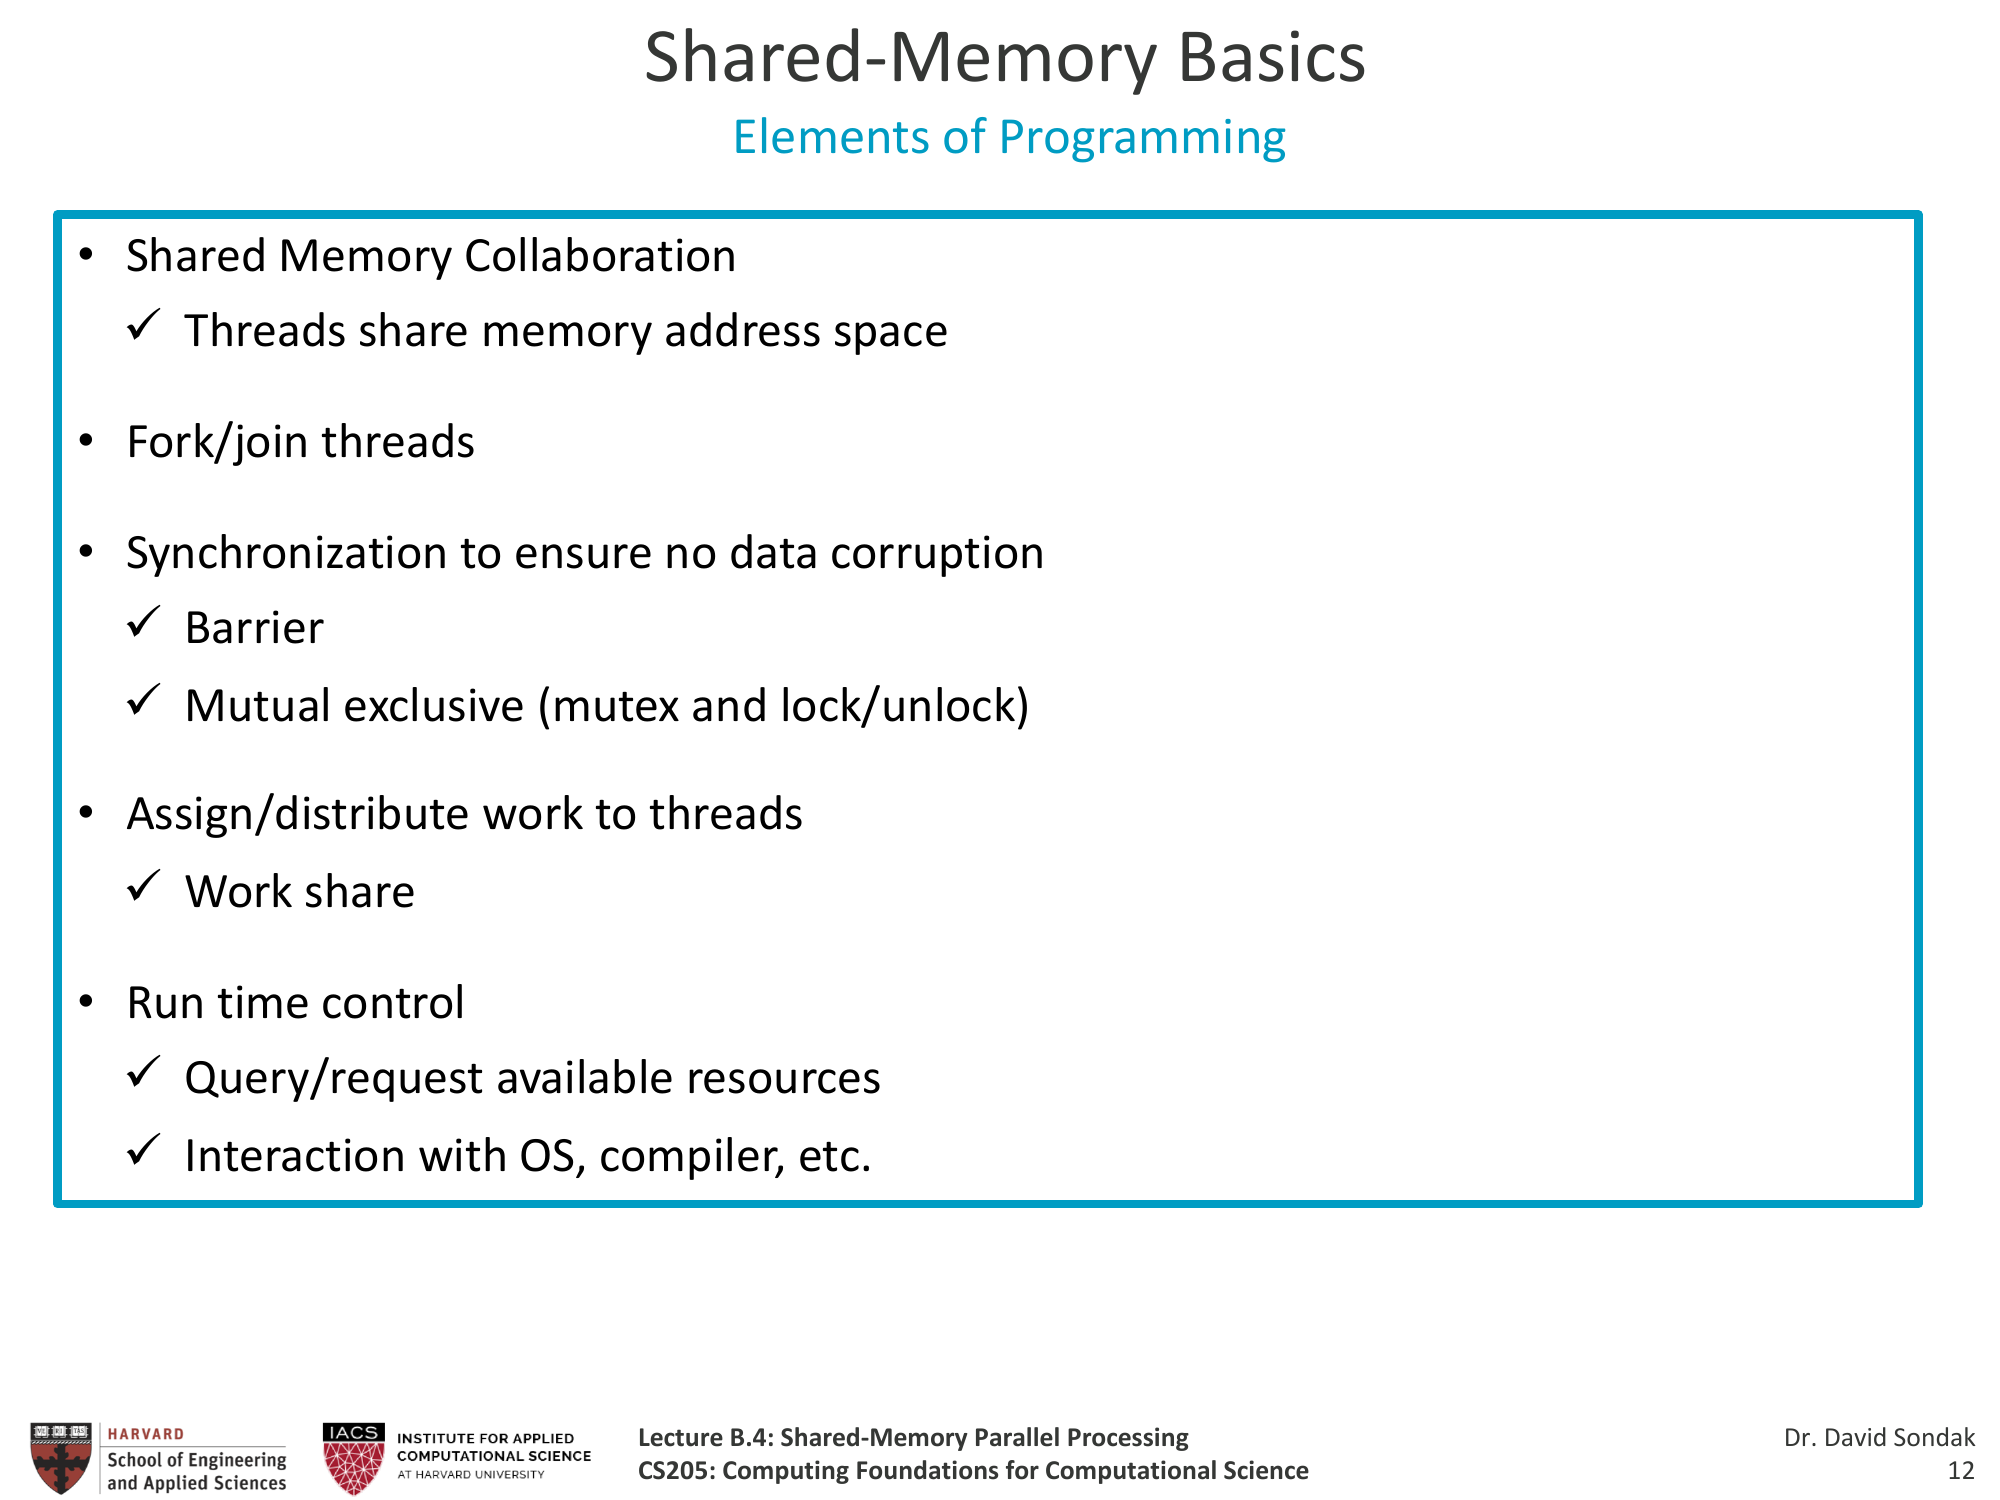 Shared-Memory Basics
Elements of Programming
• Shared Memory Collaboration
✓ Threads share memory address space
• Fork/join threads
• Synchronization to ensure no data corruption
✓ Barrier
✓ Mutual exclusive (mutex and lock/unlock)
• Assign/distribute work to threads
✓ Work share
• Run time control
✓ Query/request available resources
✓ Interaction with OS, compiler, etc.
HARVARD
School of Engineering
and Applied Sciences
IACS
INSTITUTE FOR APPLIED
COMPUTATIONAL SCIENCE
AT HARVARD UNIVERSITY
Lecture B.4: Shared-Memory Parallel Processing
CS205: Computing Foundations for Computational Science
Dr. David Sondak
12